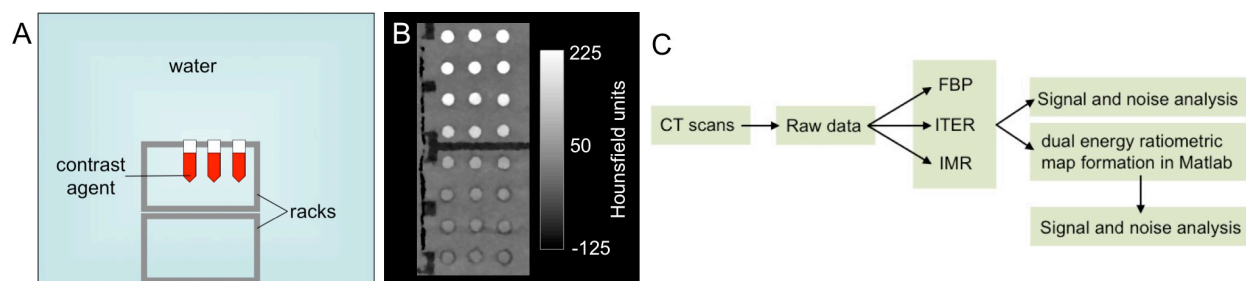 A
water
contrast
agent
racks
B
225
50
-125
Hounsfield units
C
CT scans
Raw data
FBP
ITER
IMR
Signal and noise analysis
dual energy ratiometric
map formation in Matlab
Signal and noise analysis